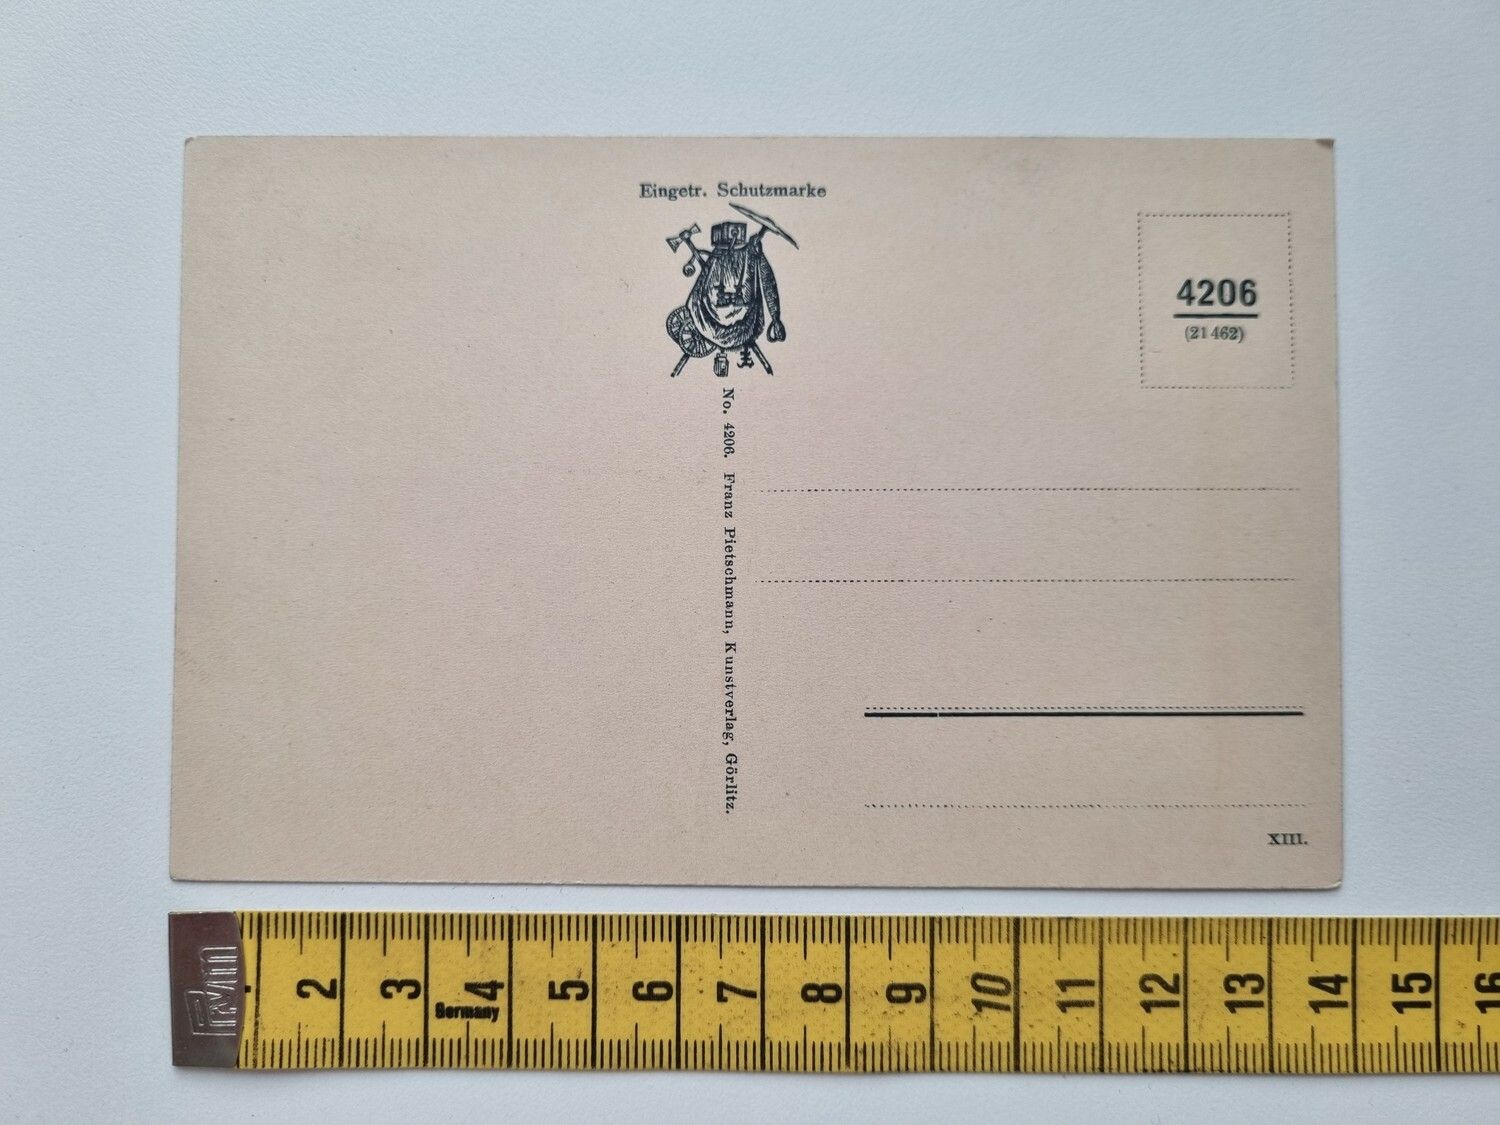 Eingetr. Schutzmarke
4206
(21 462)
No. 4206. Franz Pietschmann, Kunstverlag, Görlitz.
XIII.
Prym
2 3 4 5 6 7 8 9 10 11 12 13 14 15 16
Germany